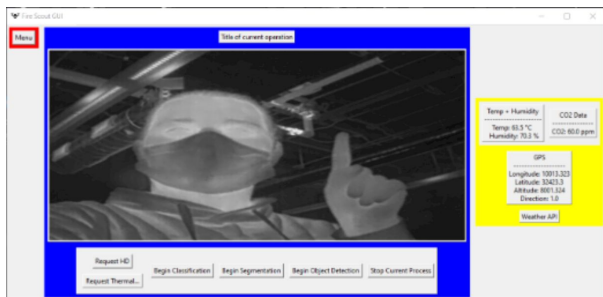 Fire Scout GUI
Menu
Title of current operation
Temp + Humidity
Temp: 65.5 °C
Humidity: 70.3 %
CO2 Data
CO2: 60.0 ppm
GPS
Longitude: 10013.323
Latitude: 32423.3
Altitude: 8001.324
Direction: 1.0
Weather API
Request HD
Request Thermal...
Begin Classification
Begin Segmentation
Begin Object Detection
Stop Current Process